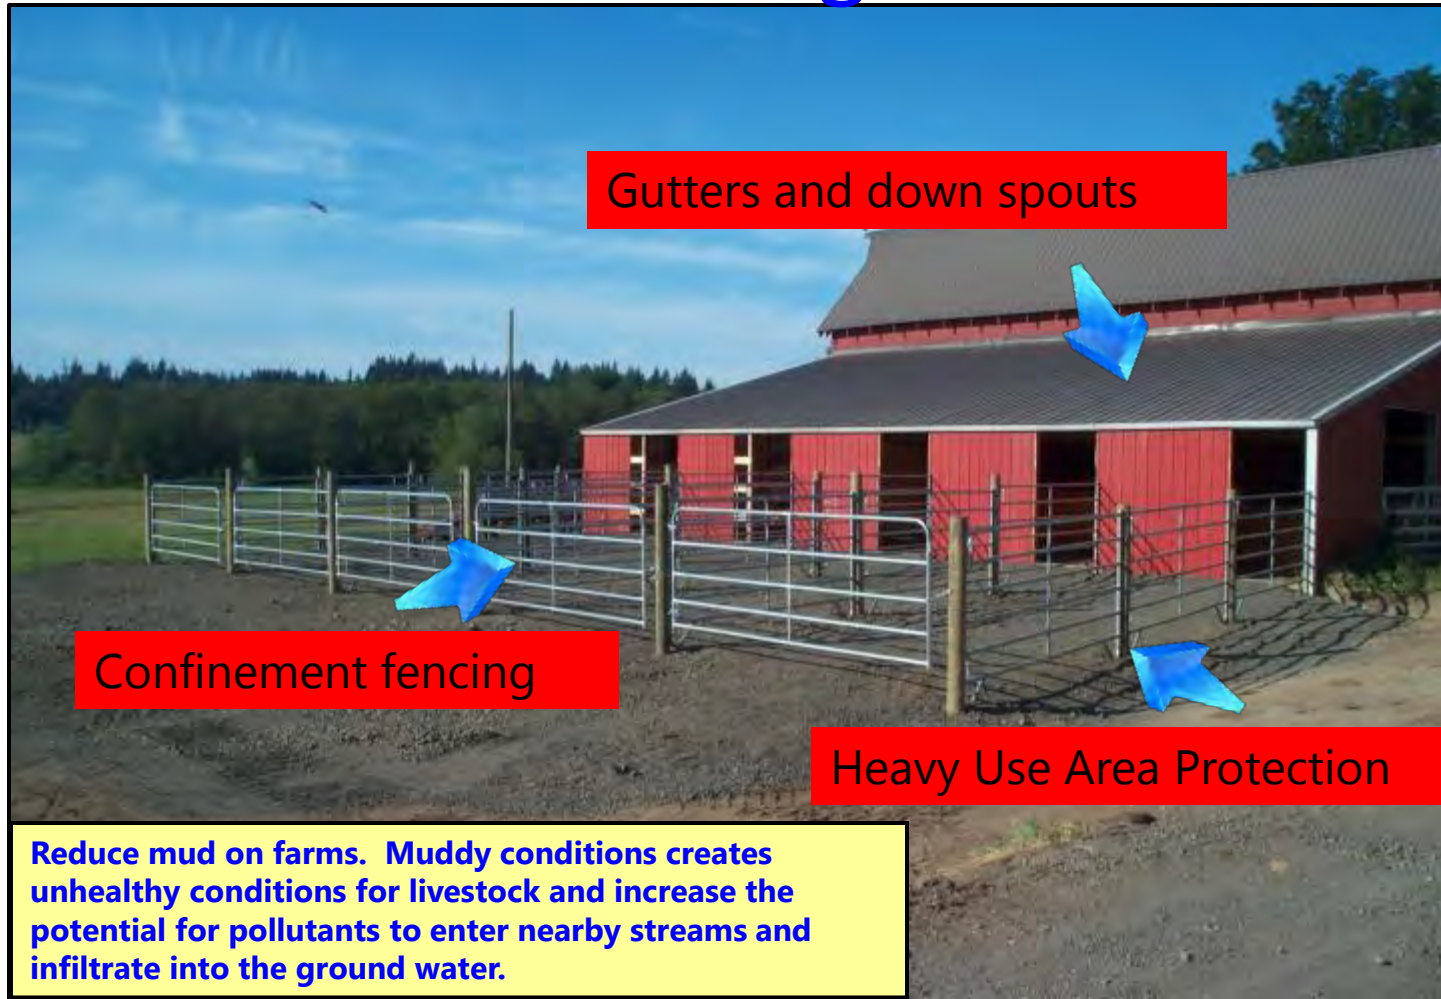 Gutters and down spouts
Confinement fencing
Heavy Use Area Protection
Reduce mud on farms.  Muddy conditions creates
unhealthy conditions for livestock and increase the
potential for pollutants to enter nearby streams and
infiltrate into the ground water.